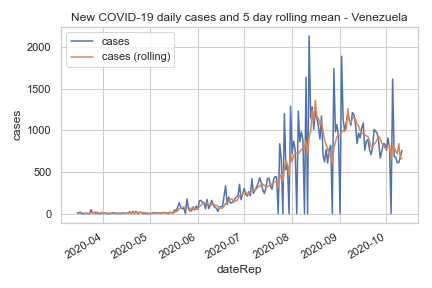 New COVID-19 daily cases and 5 day rolling mean - Venezuela
cases
cases (rolling)
2000
1500
1000
500
0
cases
2020-04
2020-05
2020-06
2020-07
2020-08
2020-09
2020-10
dateRep